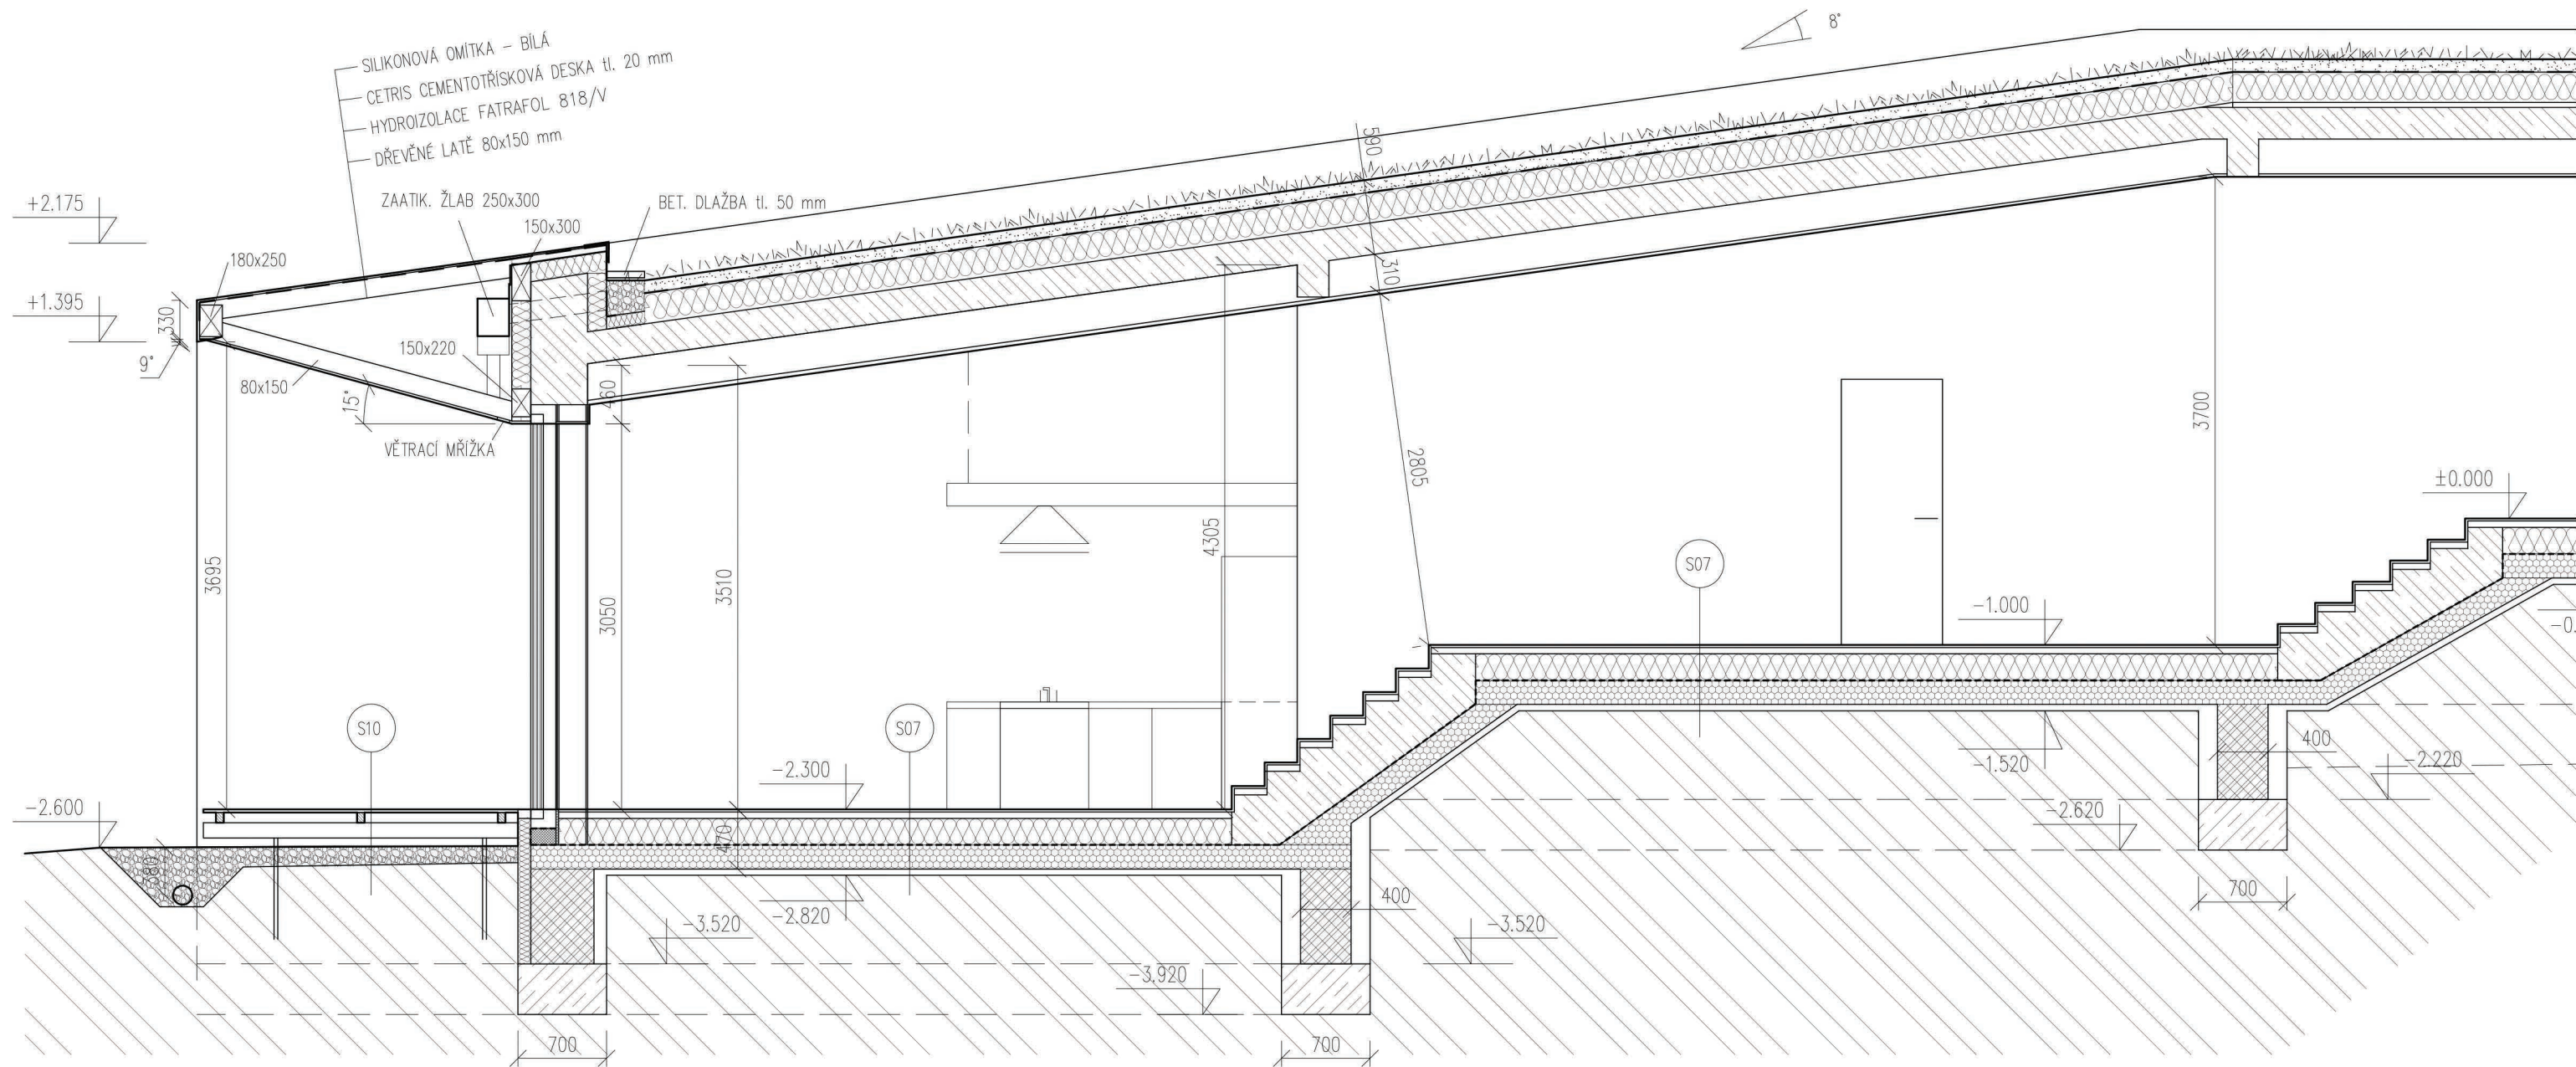 8°
SILIKONOVÁ OMÍTKA – BÍLÁ
CETRIS CEMENTOTŘÍSKOVÁ DESKA tl. 20 mm
HYDROIZOLACE FATRAFOL 818/V
DŘEVĚNÉ LATĚ 80x150 mm
ZAATIK. ŽLAB 250x300
BET. DLAŽBA tl. 50 mm
150x300
+2.175
180x250
+1.395
330
9°
150x220
80x150
15°
VĚTRACÍ MŘÍŽKA
460
590
310
2805
3700
±0.000
3695
3050
3510
4305
S07
-1.000
S10
S07
-2.300
-2.600
380
470
-2.820
-3.520
400
-3.520
-3.920
-1.520
400
-2.220
-2.620
700
700
700